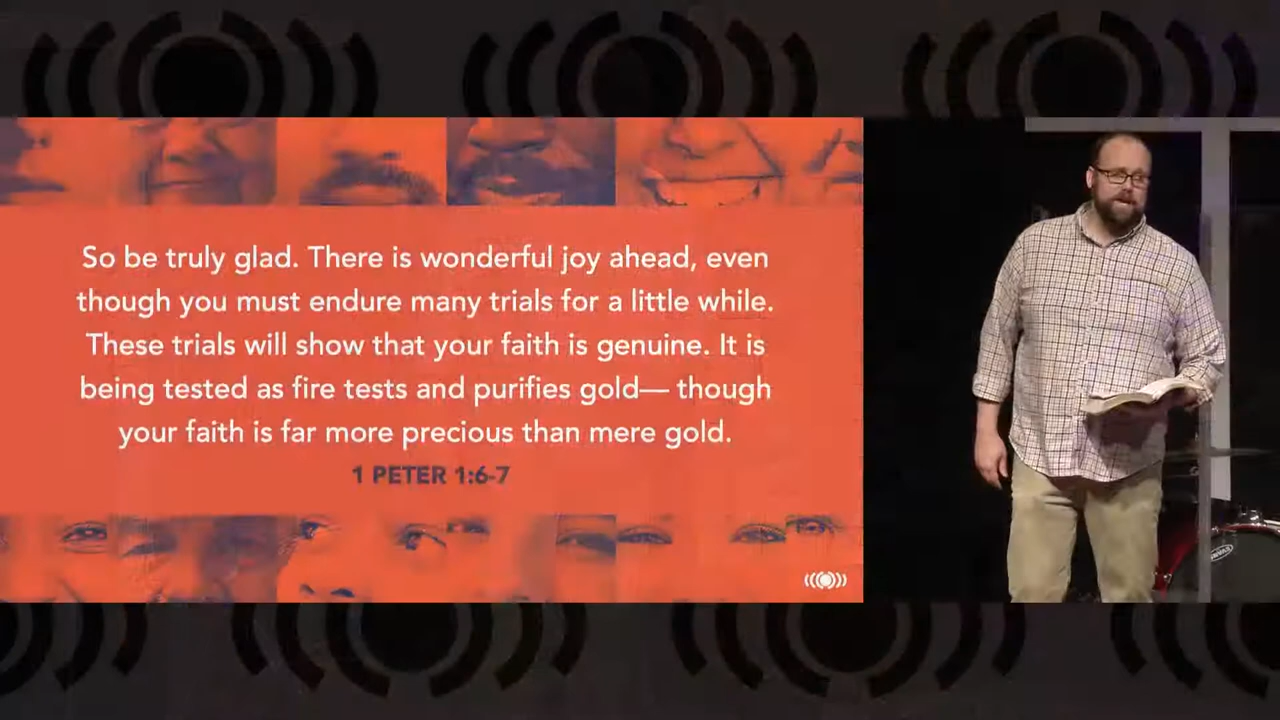 So be truly glad. There is wonderful joy ahead, even
though you must endure many trials for a little while.
These trials will show that your faith is genuine. It is
being tested as fire tests and purifies gold— though
your faith is far more precious than mere gold.
1 PETER 1:6-7